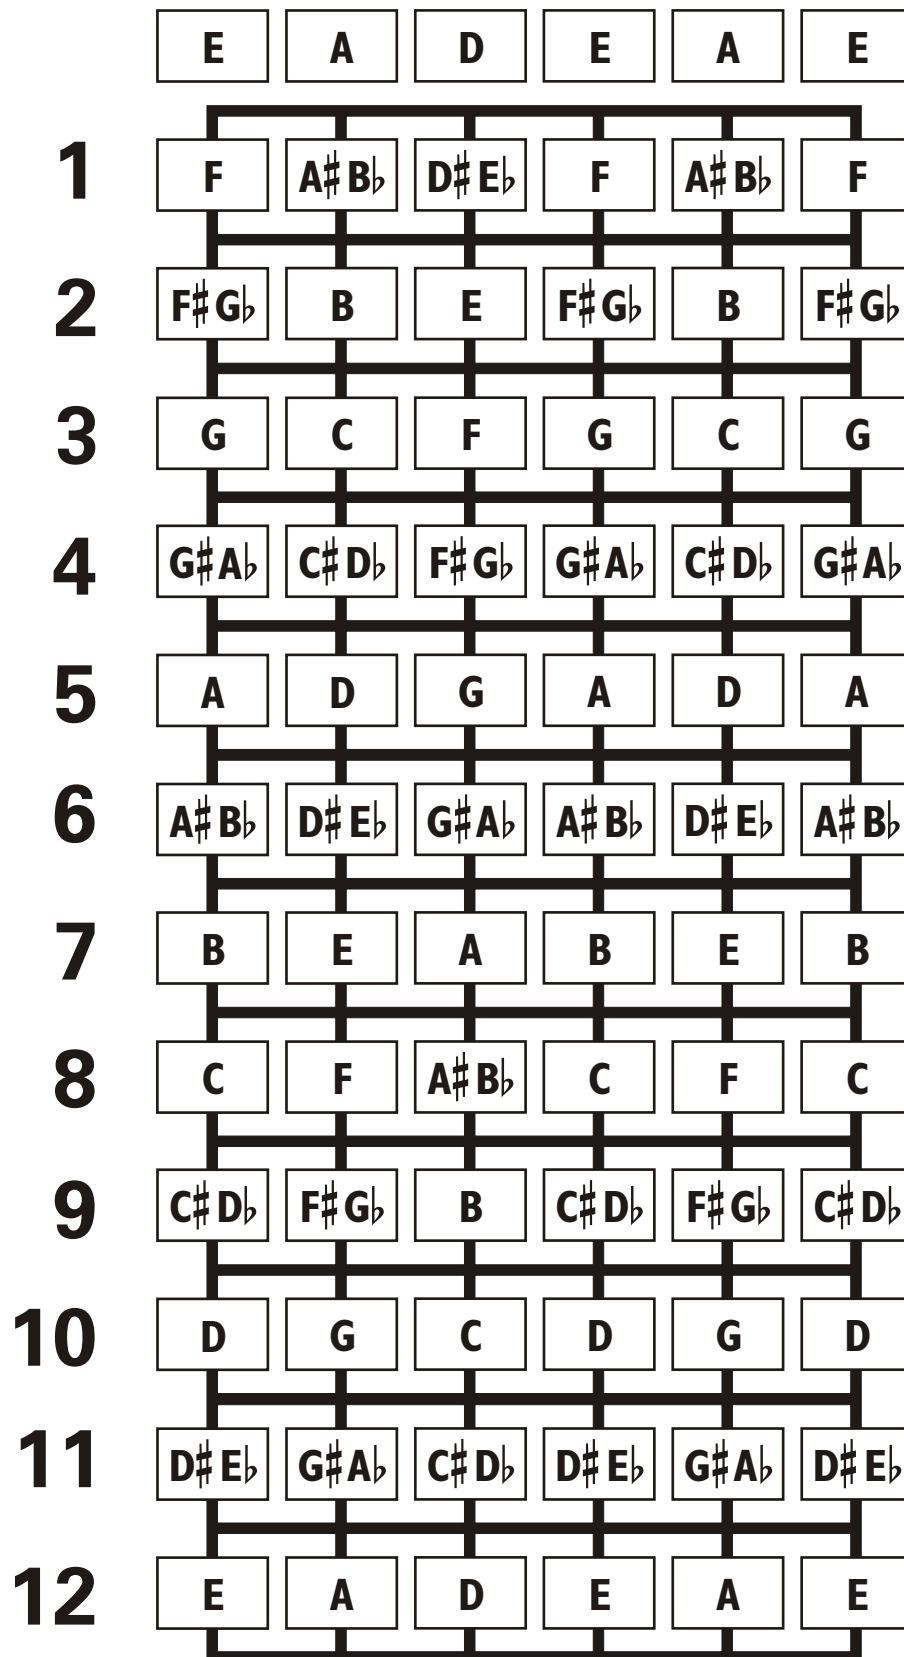 E A D E A E
1 F A♯B♭ D♯E♭ F A♯B♭ F
2 F♯G♭ B E F♯G♭ B F♯G♭
3 G C F G C G
4 G♯A♭ C♯D♭ F♯G♭ G♯A♭ C♯D♭ G♯A♭
5 A D G A D A
6 A♯B♭ D♯E♭ G♯A♭ A♯B♭ D♯E♭ A♯B♭
7 B E A B E B
8 C F A♯B♭ C F C
9 C♯D♭ F♯G♭ B C♯D♭ F♯G♭ C♯D♭
10 D G C D G D
11 D♯E♭ G♯A♭ C♯D♭ D♯E♭ G♯A♭ D♯E♭
12 E A D E A E